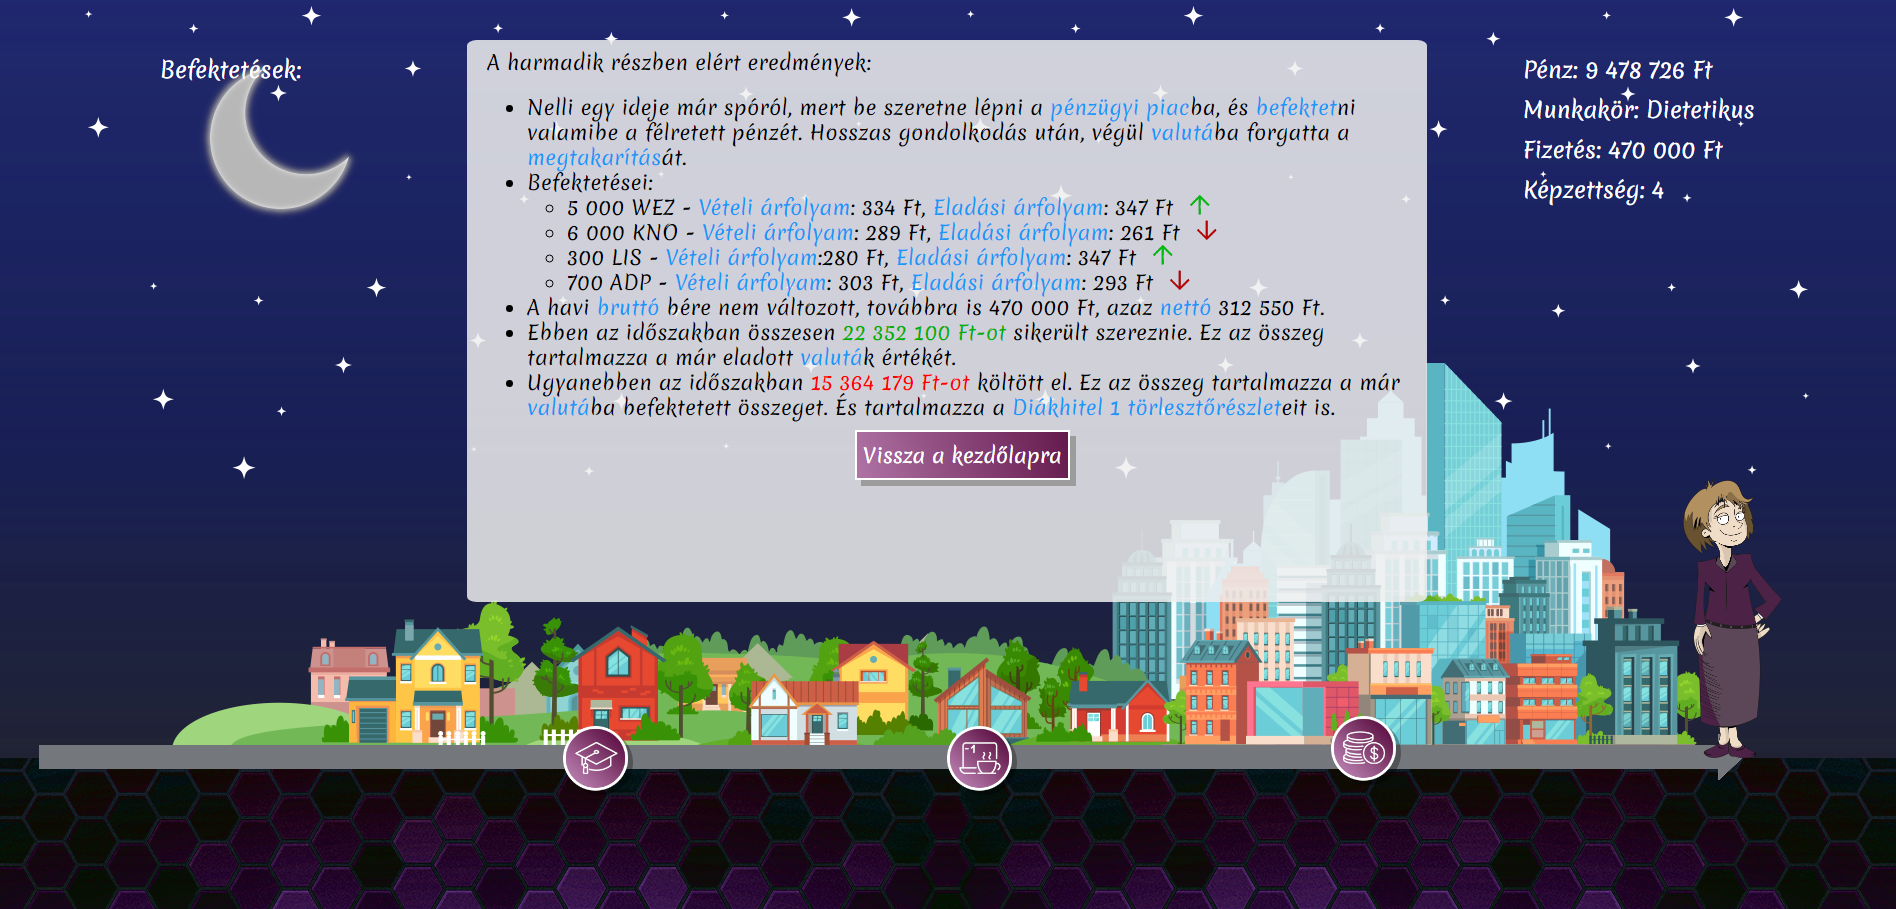 Befektetések:
A harmadik részben elért eredmények:
Nelli egy ideje már spóról, mert be szeretne lépni a pénzügyi piacba, és befektetni
valamibe a félretett pénzét. Hosszas gondolkodás után, végül valutába forgatta a
megtakarítását.
Befektetései:
5 000 WEZ - Vételi árfolyam: 334 Ft, Eladási árfolyam: 347 Ft ↑
6 000 KNO - Vételi árfolyam: 289 Ft, Eladási árfolyam: 261 Ft ↓
300 LIS - Vételi árfolyam:280 Ft, Eladási árfolyam: 347 Ft ↑
700 ADP - Vételi árfolyam: 303 Ft, Eladási árfolyam: 293 Ft ↓
A havi bruttó bére nem változott, továbbra is 470 000 Ft, azaz nettó 312 550 Ft.
Ebben az időszakban összesen 22 352 100 Ft-ot sikerült szereznie. Ez az összeg
tartalmazza a már eladott valuták értékét.
Ugyanebben az időszakban 15 364 179 Ft-ot költött el. Ez az összeg tartalmazza a már
valutába befektetett összeget. És tartalmazza a Diákhitel 1 törlesztőrészleteit is.
Vissza a kezdőlapra
Pénz: 9 478 726 Ft
Munkakör: Dietetikus
Fizetés: 470 000 Ft
Képzettség: 4
-1
$